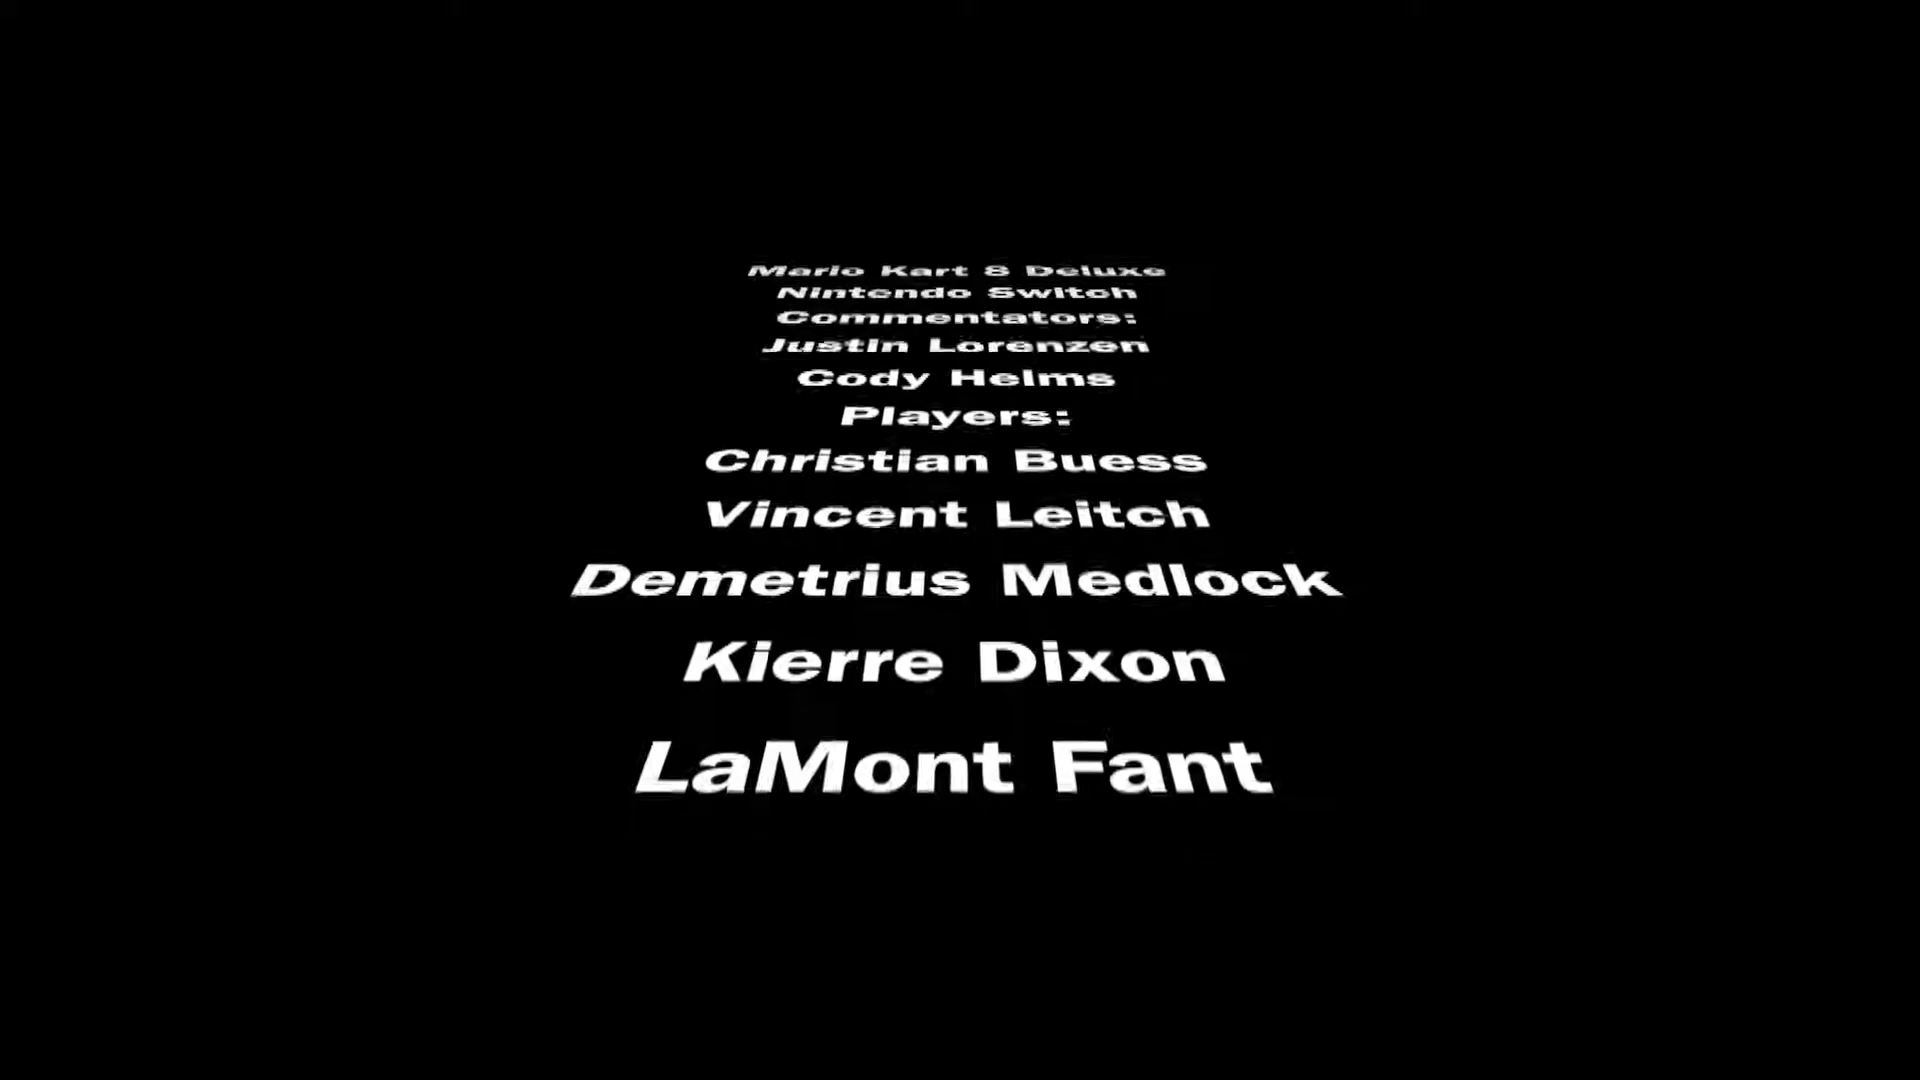 Mario Kart 8 Deluxe
Nintendo Switch
Commentators:
Justin Lorenzen
Cody Helms
Players:
Christian Buess
Vincent Leitch
Demetrius Medlock
Kierre Dixon
LaMont Fant